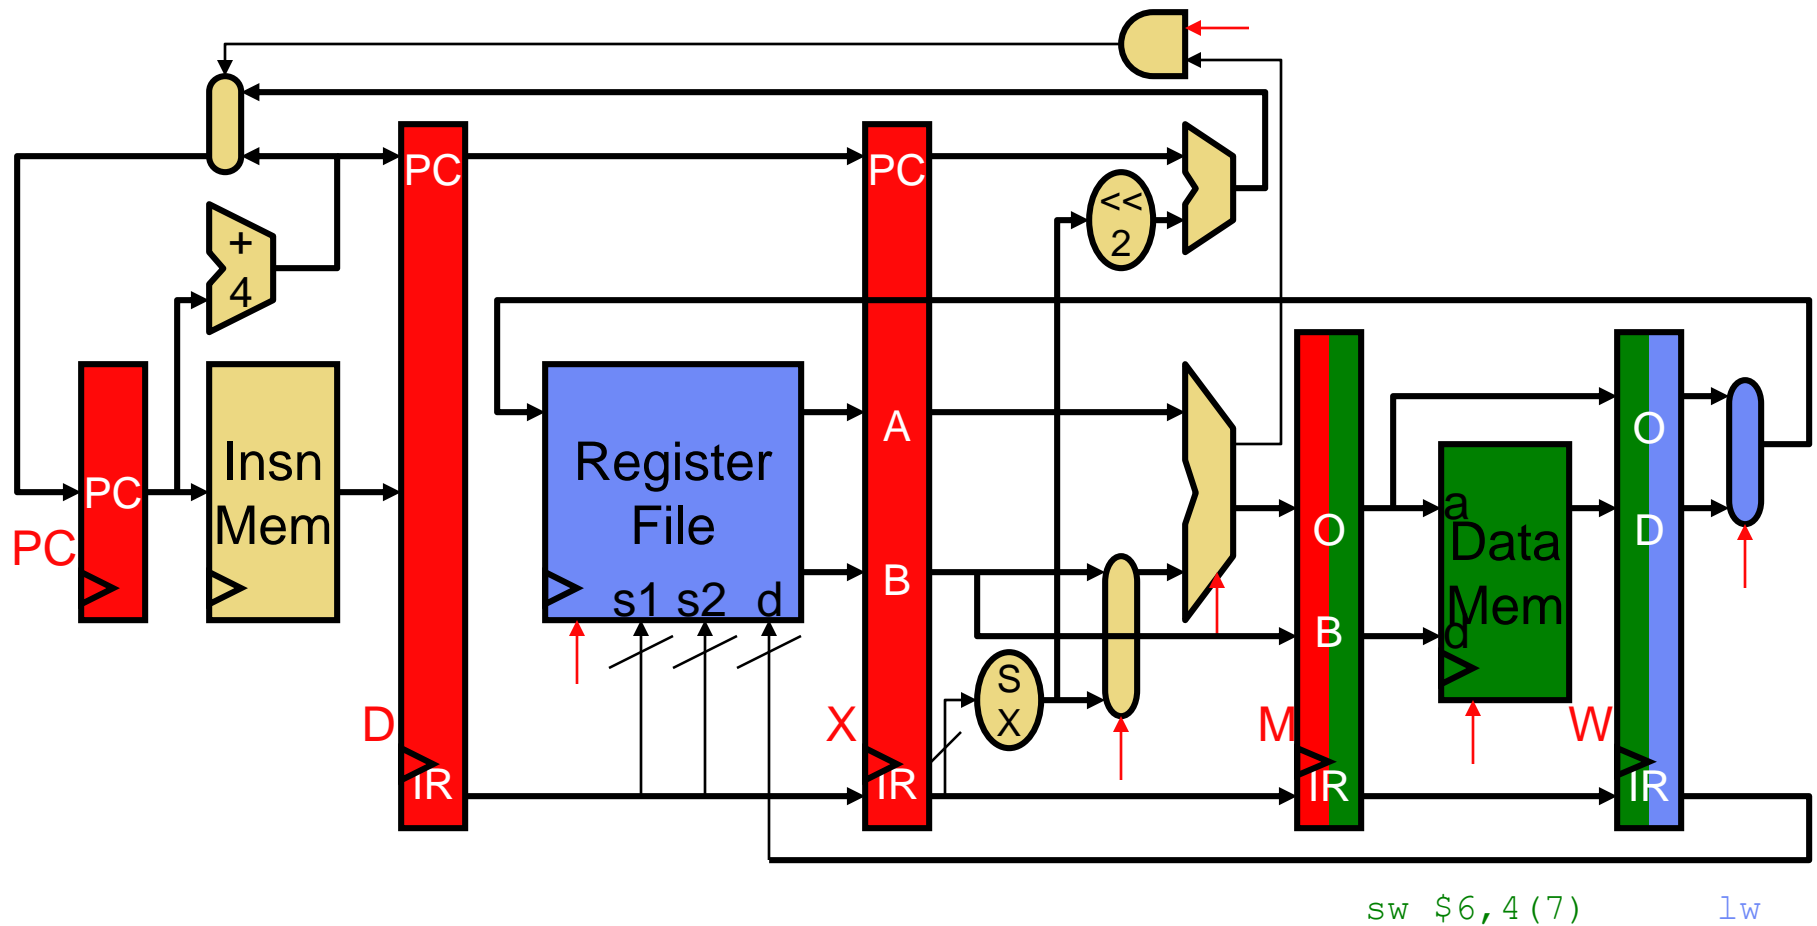 PC
PC
<<
2
+
4
Insn
Mem
Register
File
s1 s2 d
A
B
PC
PC
a
Data
Mem
d
O
B
O
D
S
X
D
X
M
W
IR
IR
IR
IR
sw $6,4(7)
lw